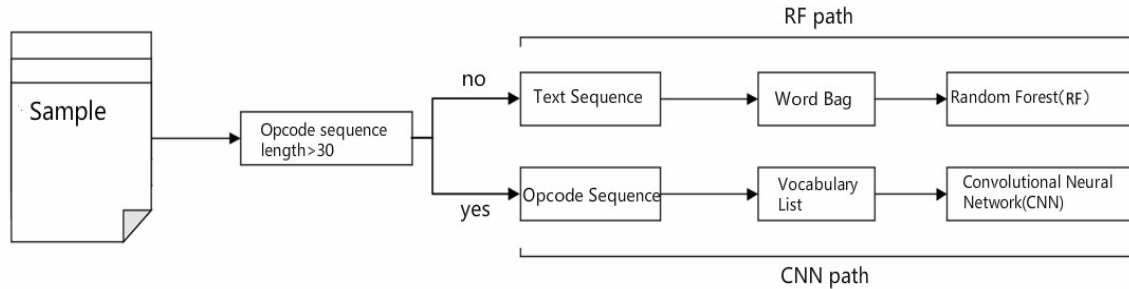 RF path
no
Text Sequence
Word Bag
Random Forest(RF)
Sample
Opcode sequence
length>30
yes
Opcode Sequence
Vocabulary
List
Convolutional Neural
Network(CNN)
CNN path